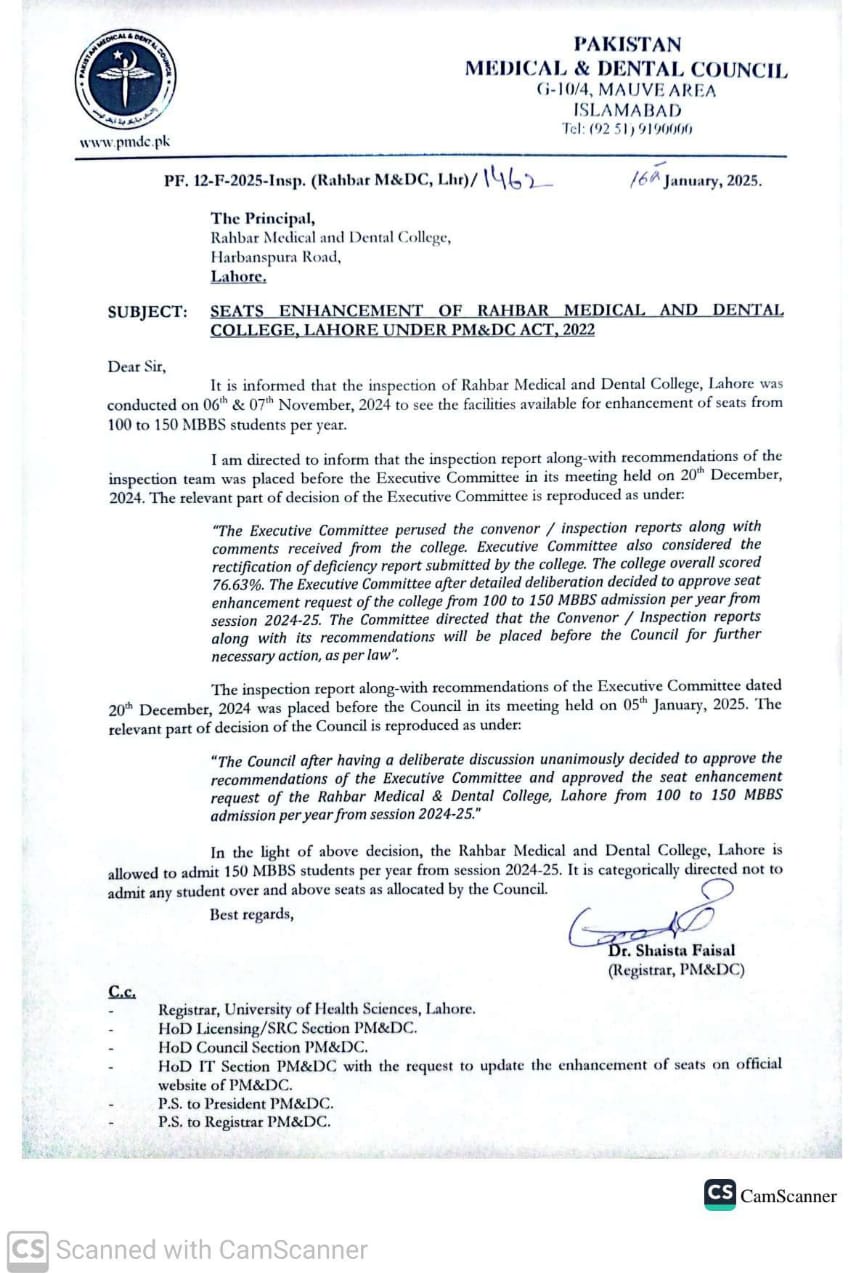 PAKISTAN MEDICAL & DENTAL COUNCIL
PAKISTAN
MEDICAL & DENTAL COUNCIL
G-10/4, MAUVE AREA
ISLAMABAD
Tel: (92 51) 9190000
www.pmdc.pk
PF. 12-F-2025-Insp. (Rahbar M&DC, Lhr)/ 1462 16th January, 2025.
The Principal,
Rahbar Medical and Dental College,
Harbanspura Road,
Lahore.
SUBJECT: SEATS ENHANCEMENT OF RAHBAR MEDICAL AND DENTAL
COLLEGE, LAHORE UNDER PM&DC ACT, 2022
Dear Sir,
It is informed that the inspection of Rahbar Medical and Dental College, Lahore was
conducted on 06th & 07th November, 2024 to see the facilities available for enhancement of seats from
100 to 150 MBBS students per year.
I am directed to inform that the inspection report along-with recommendations of the
inspection team was placed before the Executive Committee in its meeting held on 20th December,
2024. The relevant part of decision of the Executive Committee is reproduced as under:
"The Executive Committee perused the convenor / inspection reports along with
comments received from the college. Executive Committee also considered the
rectification of deficiency report submitted by the college. The college overall scored
76.63%. The Executive Committee after detailed deliberation decided to approve seat
enhancement request of the college from 100 to 150 MBBS admission per year from
session 2024-25. The Committee directed that the Convenor / Inspection reports
along with its recommendations will be placed before the Council for further
necessary action, as per law".
The inspection report along-with recommendations of the Executive Committee dated
20th December, 2024 was placed before the Council in its meeting held on 05th January, 2025. The
relevant part of decision of the Council is reproduced as under:
"The Council after having a deliberate discussion unanimously decided to approve the
recommendations of the Executive Committee and approved the seat enhancement
request of the Rahbar Medical & Dental College, Lahore from 100 to 150 MBBS
admission per year from session 2024-25."
In the light of above decision, the Rahbar Medical and Dental College, Lahore is
allowed to admit 150 MBBS students per year from session 2024-25. It is categorically directed not to
admit any student over and above seats as allocated by the Council.
Best regards,
Dr. Shaista Faisal
(Registrar, PM&DC)
C.c.
- Registrar, University of Health Sciences, Lahore.
- HoD Licensing/SRC Section PM&DC.
- HoD Council Section PM&DC.
- HoD IT Section PM&DC with the request to update the enhancement of seats on official
website of PM&DC.
- P.S. to President PM&DC.
- P.S. to Registrar PM&DC.
CS CamScanner
CS Scanned with CamScanner